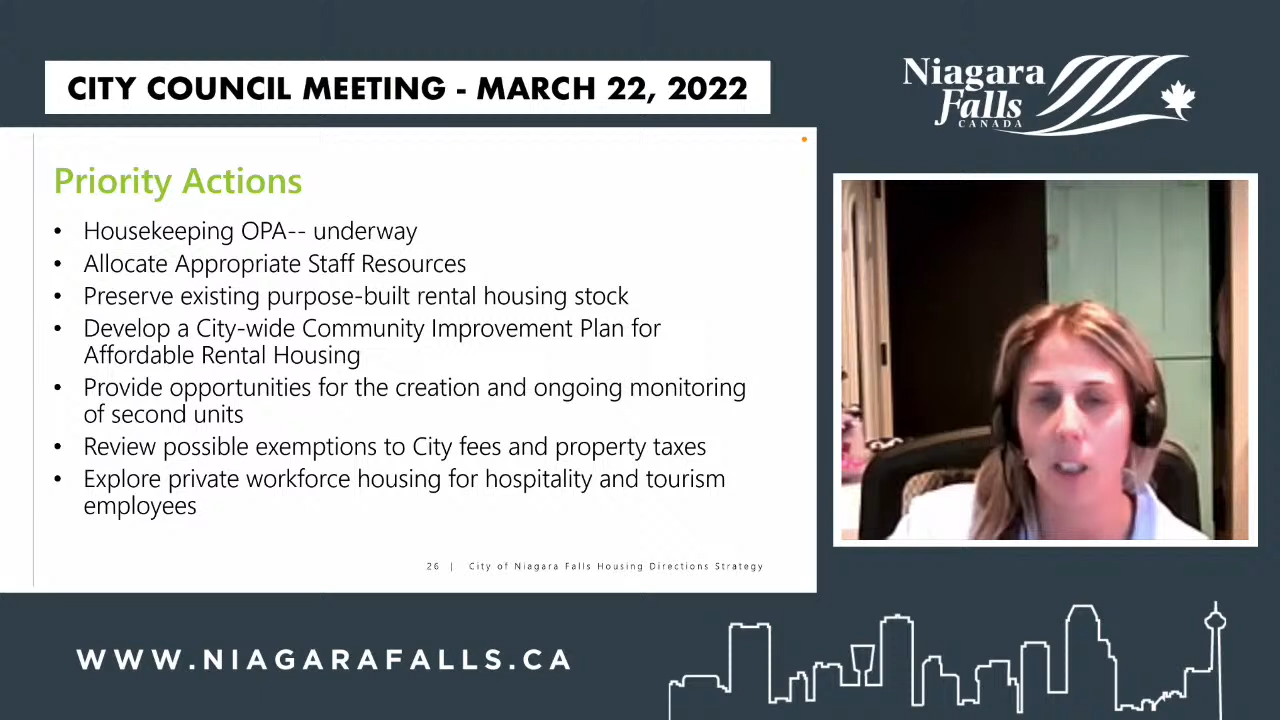 CITY COUNCIL MEETING - MARCH 22, 2022
Niagara
Falls
CANADA
Priority Actions
• Housekeeping OPA-- underway
• Allocate Appropriate Staff Resources
• Preserve existing purpose-built rental housing stock
• Develop a City-wide Community Improvement Plan for
Affordable Rental Housing
• Provide opportunities for the creation and ongoing monitoring
of second units
• Review possible exemptions to City fees and property taxes
• Explore private workforce housing for hospitality and tourism
employees
26 | City of Niagara Falls Housing Directions Strategy
WWW.NIAGARAFALLS.CA